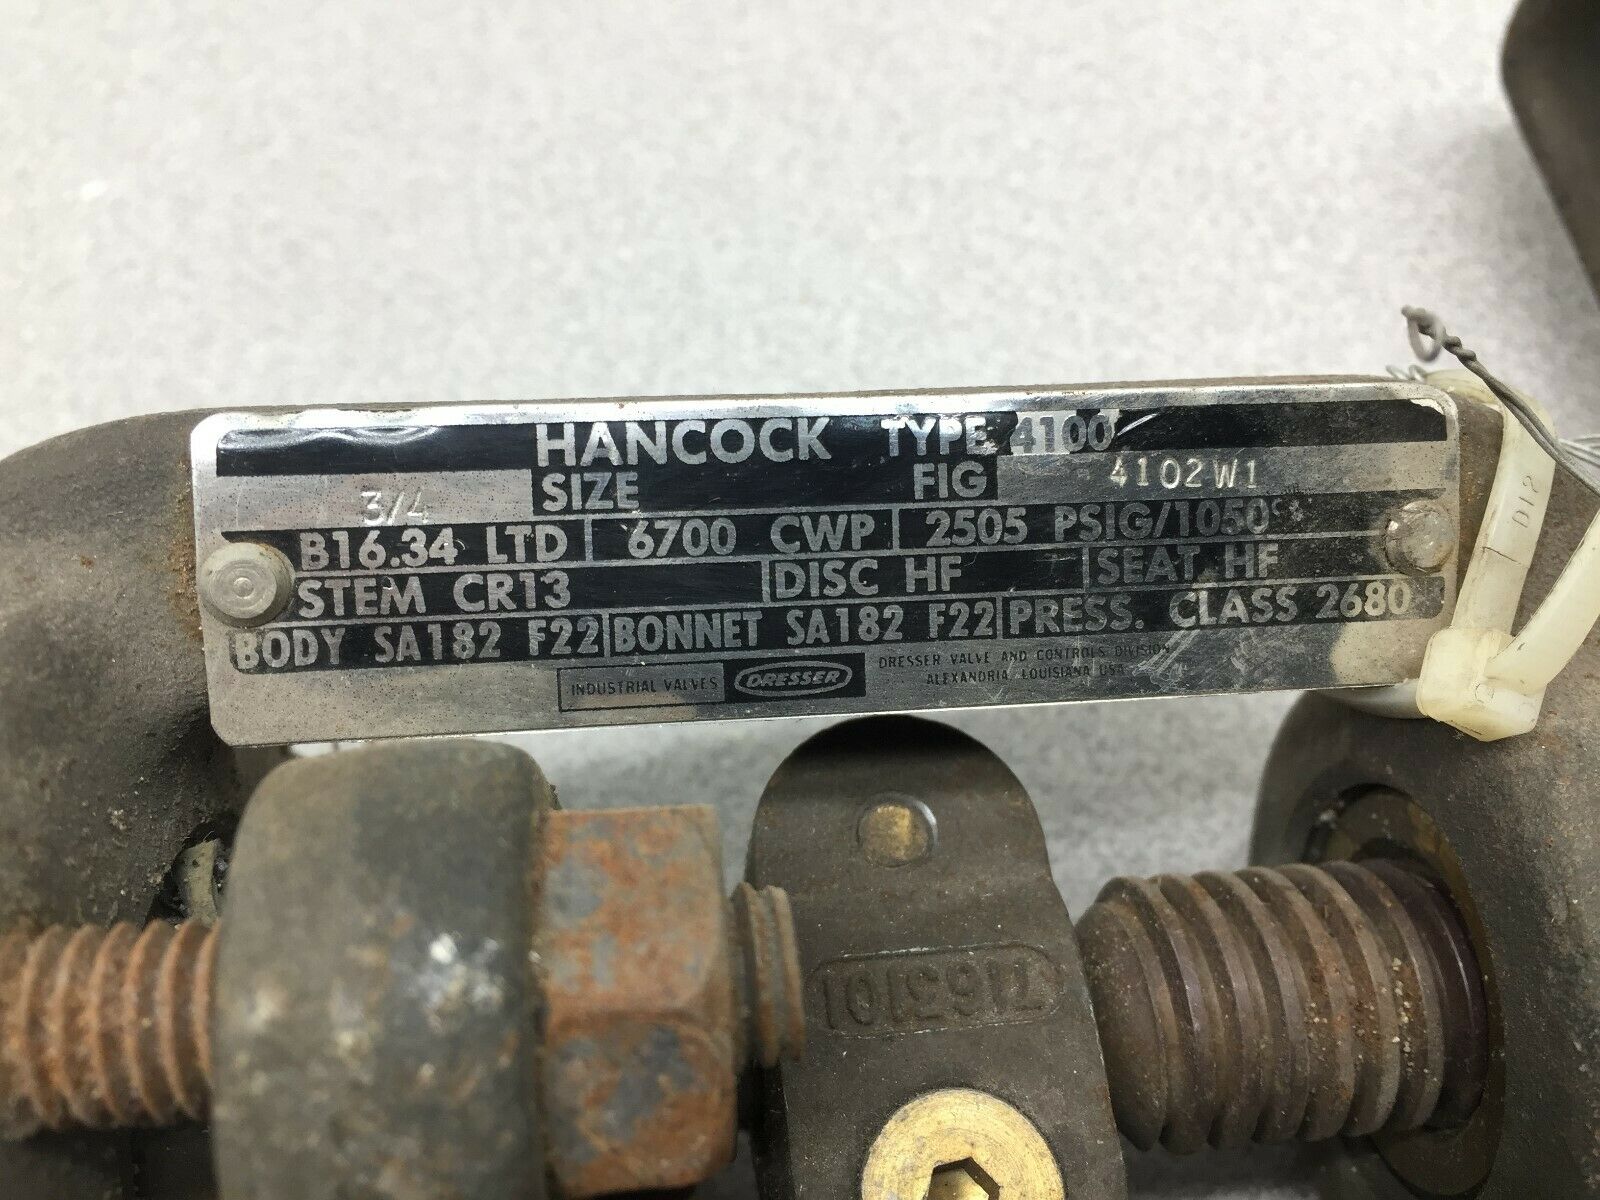 HANCOCK TYPE 4100
3/4 SIZE FIG 4102W1
B16.34 LTD 6700 CWP 2505 PSIG/1050°
STEM CR13 DISC HF SEAT HF
BODY SA182 F22 BONNET SA182 F22 PRESS. CLASS 2680
INDUSTRIAL VALVES DRESSER DRESSER VALVE AND CONTROLS DIVISION
ALEXANDRIA, LOUISIANA USA
D12